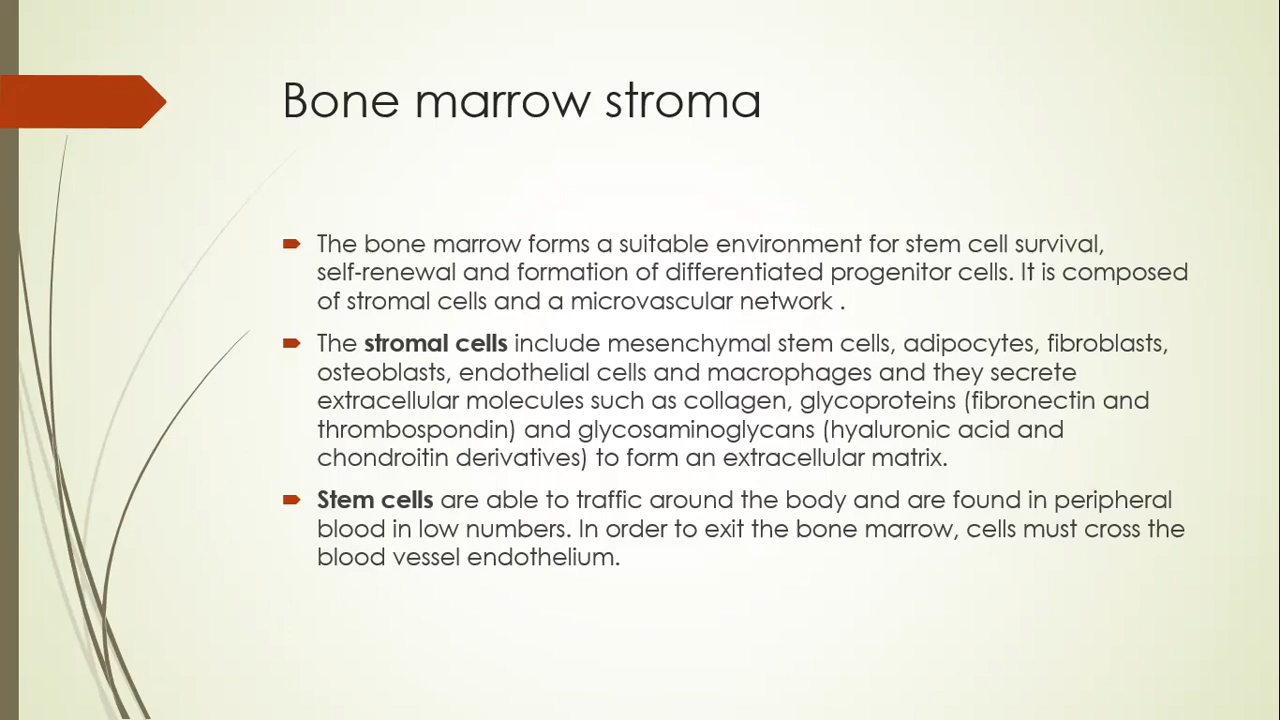 Bone marrow stroma
The bone marrow forms a suitable environment for stem cell survival,
self-renewal and formation of differentiated progenitor cells. It is composed
of stromal cells and a microvascular network .
The stromal cells include mesenchymal stem cells, adipocytes, fibroblasts,
osteoblasts, endothelial cells and macrophages and they secrete
extracellular molecules such as collagen, glycoproteins (fibronectin and
thrombospondin) and glycosaminoglycans (hyaluronic acid and
chondroitin derivatives) to form an extracellular matrix.
Stem cells are able to traffic around the body and are found in peripheral
blood in low numbers. In order to exit the bone marrow, cells must cross the
blood vessel endothelium.